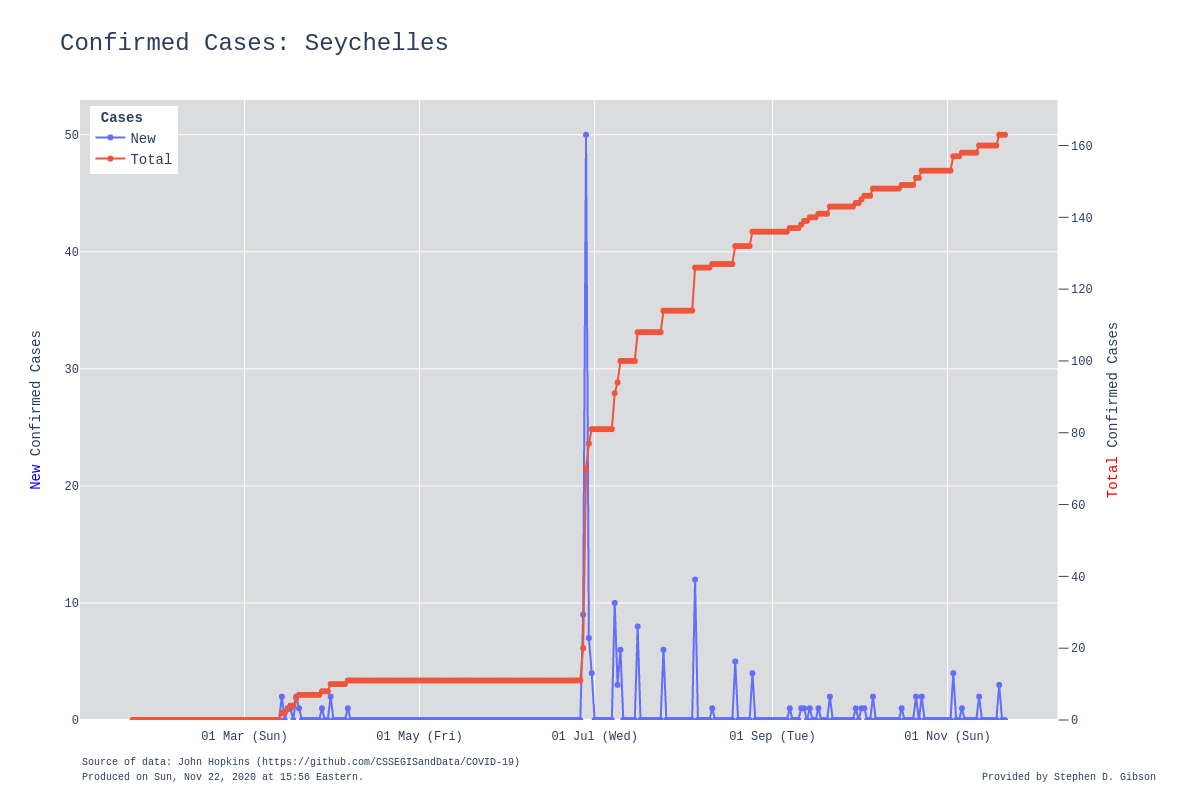 Confirmed Cases: Seychelles
Cases
New
Total
50
40
30
20
10
0
160
140
120
100
80
60
40
20
0
New Confirmed Cases
Total Confirmed Cases
01 Mar (Sun)
01 May (Fri)
01 Jul (Wed)
01 Sep (Tue)
01 Nov (Sun)
Source of data: John Hopkins (https://github.com/CSSEGISandData/COVID-19)
Produced on Sun, Nov 22, 2020 at 15:56 Eastern.
Provided by Stephen D. Gibson